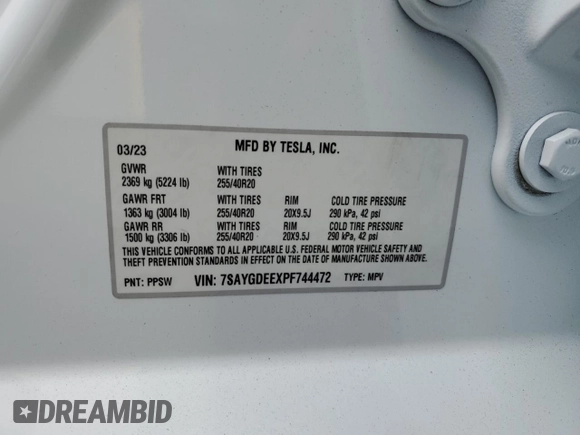 03/23 MFD BY TESLA, INC.
GVWR WITH TIRES
2369 kg (5224 lb) 255/40R20
GAWR FRT WITH TIRES RIM COLD TIRE PRESSURE
1363 kg (3004 lb) 255/40R20 20X9.5J 290 kPa, 42 psi
GAWR RR WITH TIRES RIM COLD TIRE PRESSURE
1500 kg (3306 lb) 255/40R20 20X9.5J 290 kPa, 42 psi
THIS VEHICLE CONFORMS TO ALL APPLICABLE U.S. FEDERAL MOTOR VEHICLE SAFETY AND
THEFT PREVENTION STANDARDS IN EFFECT ON THE DATE OF MANUFACTURE SHOWN ABOVE.
PNT: PPSW VIN: 7SAYGDEEXPF744472 TYPE: MPV
DREAMBID